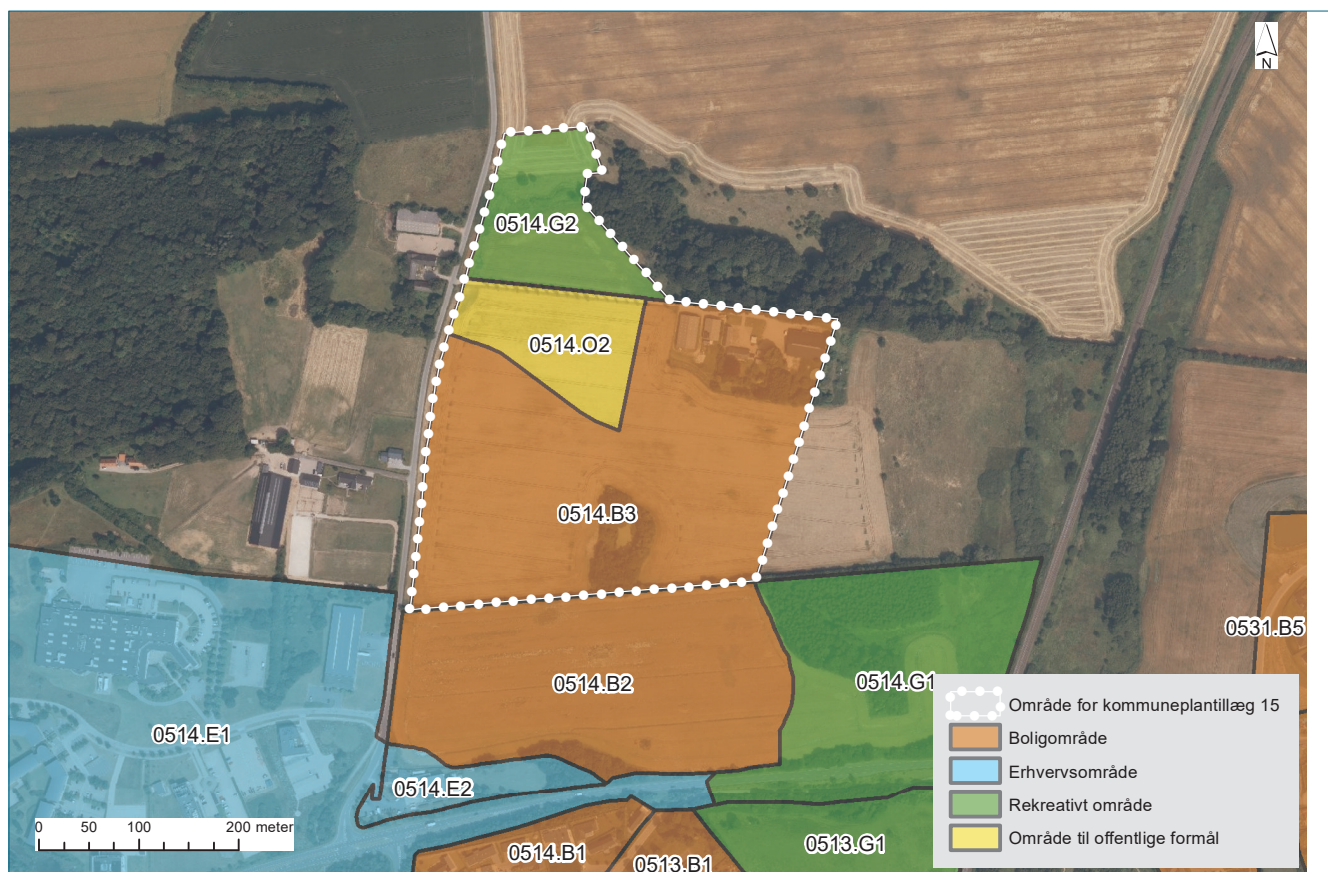 N
0514.G2
0514.O2
0514.B3
0531.B5
0514.B2
0514.G1
0514.E1
0514.E2
0514.B1
0513.B1
0513.G1
0 50 100 200 meter
Område for kommuneplantillæg 15
Boligområde
Erhvervsområde
Rekreativt område
Område til offentlige formål